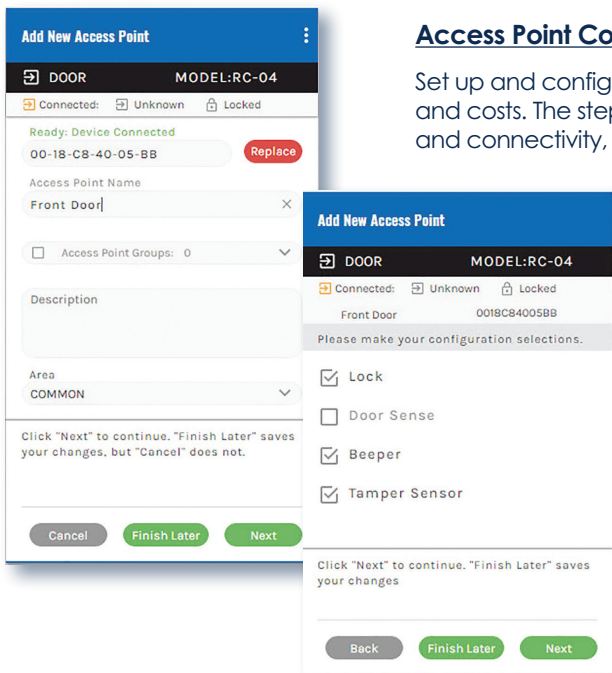 Add New Access Point
DOOR MODEL:RC-04
Connected: Unknown Locked
Ready: Device Connected
00-18-C8-40-05-BB Replace
Access Point Name
Front Door
Access Point Groups: 0
Description
Area
COMMON
Click "Next" to continue. "Finish Later" saves
your changes, but "Cancel" does not.
Cancel Finish Later Next
Access Point Co
Set up and config
and costs. The step
and connectivity,
Add New Access Point
DOOR MODEL:RC-04
Connected: Unknown Locked
Front Door 0018C84005BB
Please make your configuration selections.
Lock
Door Sense
Beeper
Tamper Sensor
Click "Next" to continue. "Finish Later" saves
your changes
Back Finish Later Next